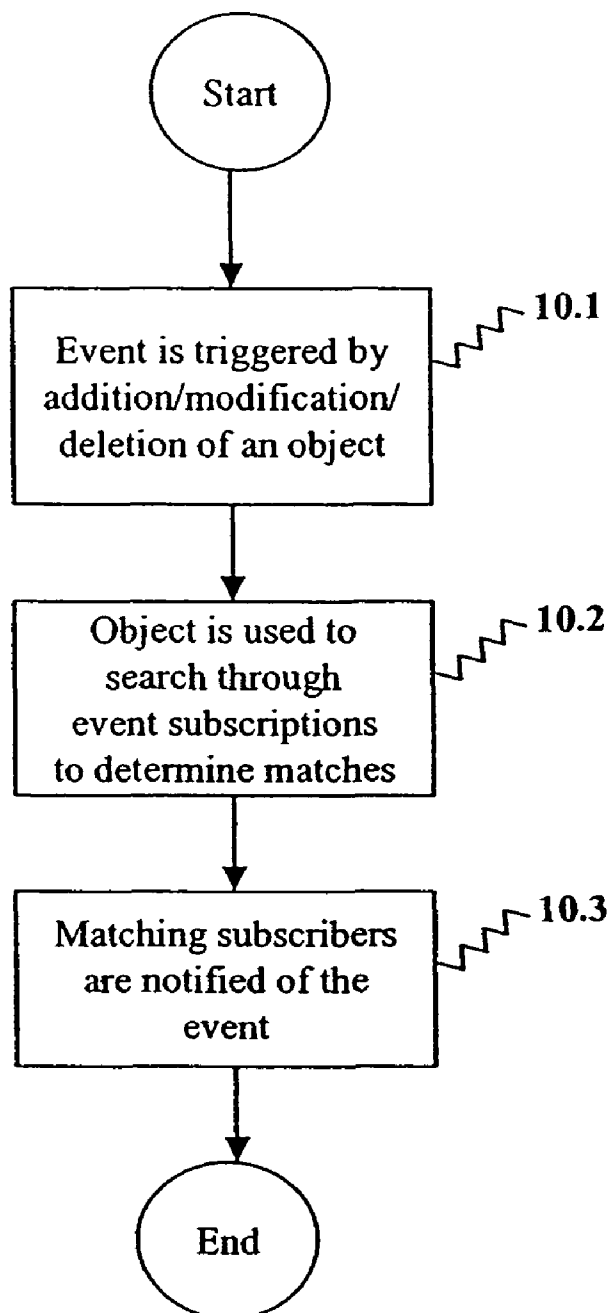 Start
10.1
Event is triggered by
addition/modification/
deletion of an object
10.2
Object is used to
search through
event subscriptions
to determine matches
10.3
Matching subscribers
are notified of the
event
End